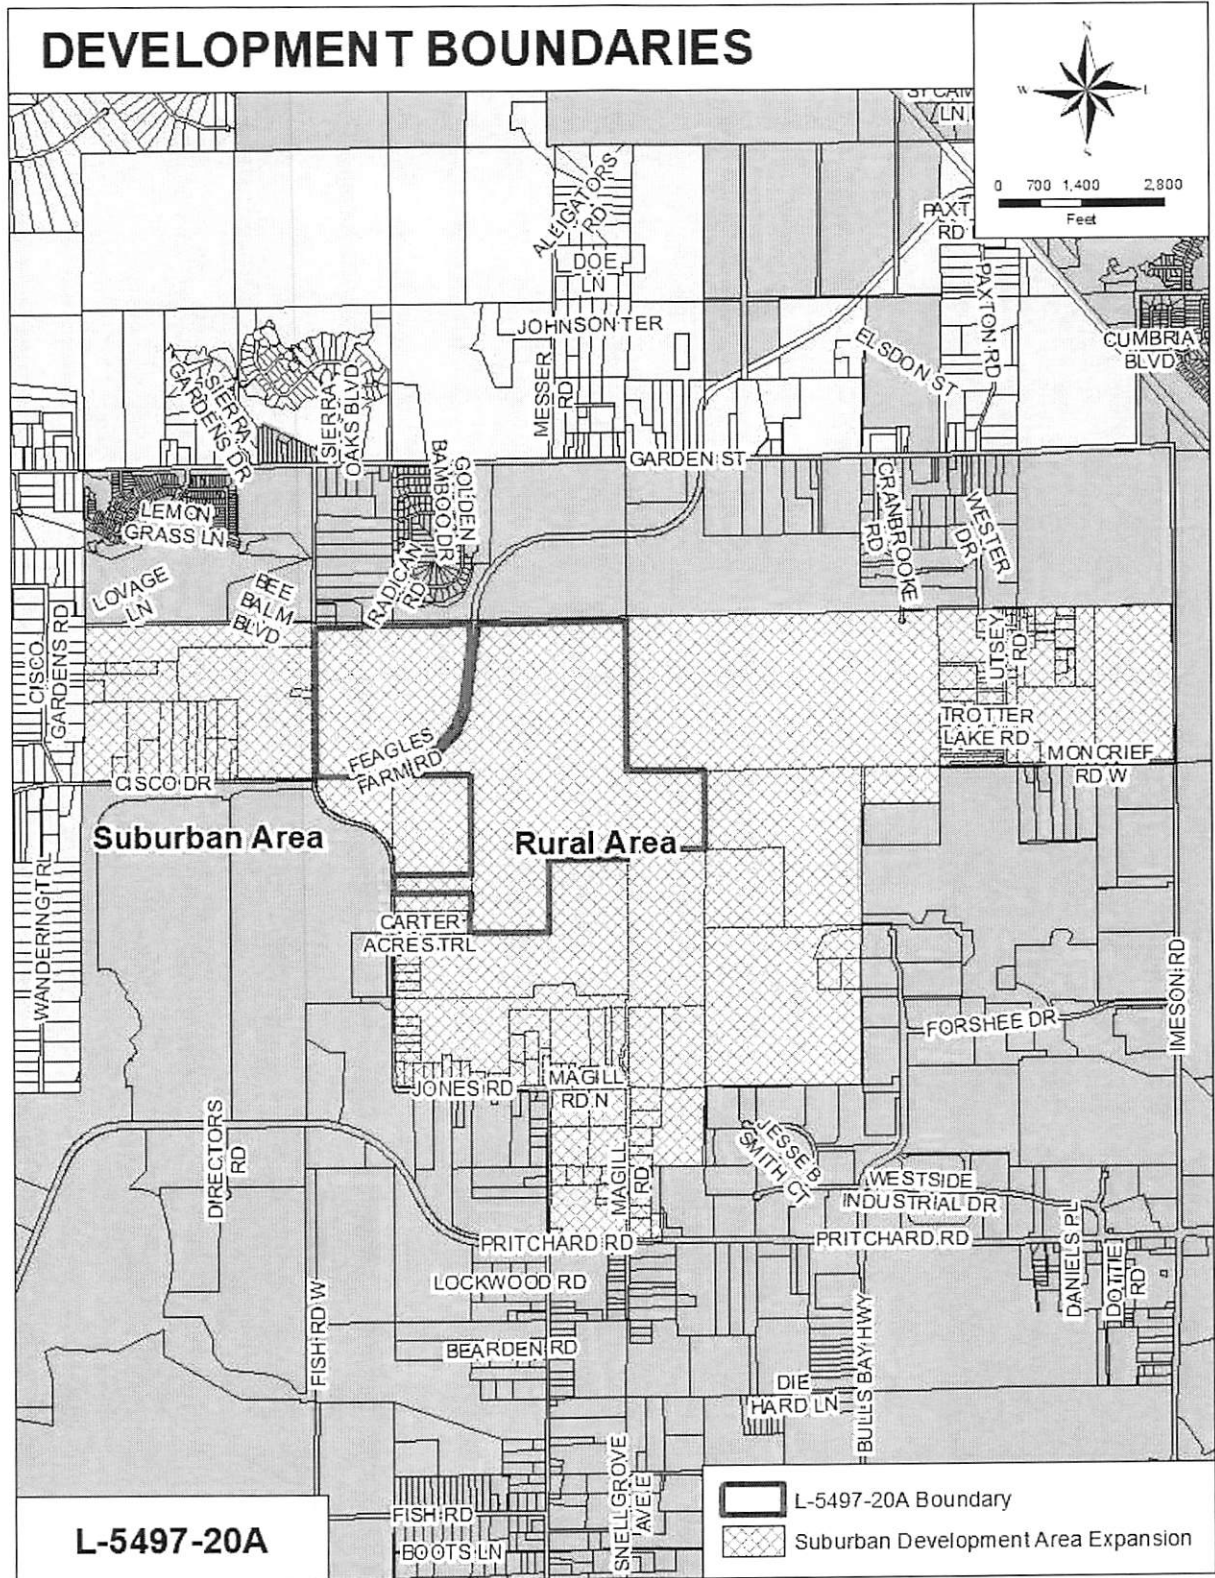 DEVELOPMENT BOUNDARIES
N
W
S
0 700 1,400 2,800
Feet
LN
PAXT
RD
ALLIGATORS
RD
DOE
LN
PAXTON RD
JOHNSON TER
ELSDON ST
CUMBRIA
BLVD
SIERRA
GARDENS DR
SIERRA
OAKS BLVD
MESSER
RD
GARDEN ST
GOLDEN
BAMBOO DR
CRANBROOKE
RD
WESTER
DR
LEMON
GRASS LN
LOVAGE
LN
BEE
BALM
BLVD
RADICAN
RD
CISCO
GARDENS RD
UTSEY
RD
TROTTER
LAKE RD
FEAGLES
FARM RD
MONCRIEF
RD W
CISCO DR
Suburban Area
Rural Area
WANDERING TRL
CARTER
ACRES TRL
IMESON RD
FORSHEE DR
JONES RD
MAGILL
RD N
DIRECTORS
RD
JESSE B
SMITH CT
MAGILL
RD
WESTSIDE
INDUSTRIAL DR
PRITCHARD RD
PRITCHARD RD
DANIELS PL
DOTTIE
RD
LOCKWOOD RD
FISH RD W
BEARDEN RD
BULLS BAY HWY
DIE
HARD LN
SNELLGROVE
AVE E
FISH RD
BOOTS LN
L-5497-20A
L-5497-20A Boundary
Suburban Development Area Expansion